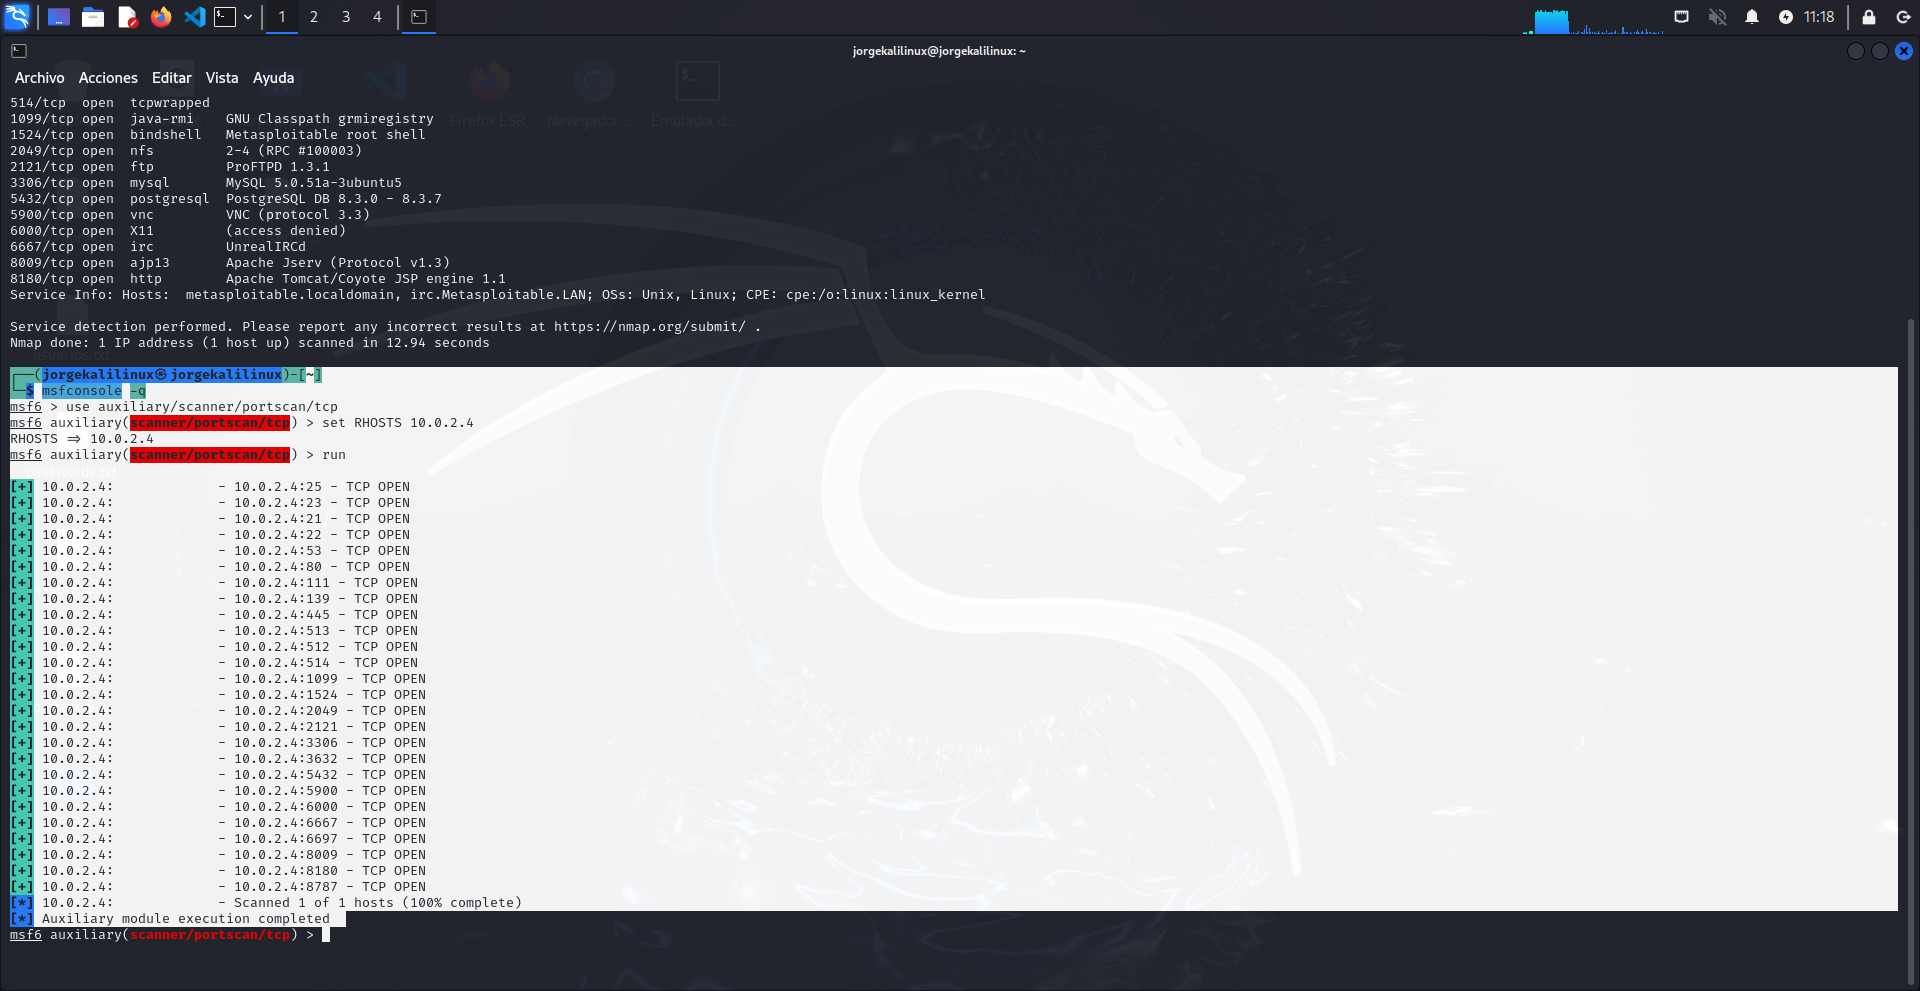 1 2 3 4
11:18
jorgekalilinux@jorgekalilinux: ~
Archivo Acciones Editar Vista Ayuda
514/tcp  open  tcpwrapped
1099/tcp open  java-rmi    GNU Classpath grmiregistry
1524/tcp open  bindshell   Metasploitable root shell
2049/tcp open  nfs         2-4 (RPC #100003)
2121/tcp open  ftp         ProFTPD 1.3.1
3306/tcp open  mysql       MySQL 5.0.51a-3ubuntu5
5432/tcp open  postgresql  PostgreSQL DB 8.3.0 - 8.3.7
5900/tcp open  vnc         VNC (protocol 3.3)
6000/tcp open  X11         (access denied)
6667/tcp open  irc         UnrealIRCd
8009/tcp open  ajp13       Apache Jserv (Protocol v1.3)
8180/tcp open  http        Apache Tomcat/Coyote JSP engine 1.1
Service Info: Hosts:  metasploitable.localdomain, irc.Metasploitable.LAN; OSs: Unix, Linux; CPE: cpe:/o:linux:linux_kernel
Service detection performed. Please report any incorrect results at https://nmap.org/submit/ .
Nmap done: 1 IP address (1 host up) scanned in 12.94 seconds
┌──(jorgekalilinux㉿jorgekalilinux)-[~]
└─$ msfconsole -q
msf6 > use auxiliary/scanner/portscan/tcp
msf6 auxiliary(scanner/portscan/tcp) > set RHOSTS 10.0.2.4
RHOSTS => 10.0.2.4
msf6 auxiliary(scanner/portscan/tcp) > run
[+] 10.0.2.4:             - 10.0.2.4:25 - TCP OPEN
[+] 10.0.2.4:             - 10.0.2.4:23 - TCP OPEN
[+] 10.0.2.4:             - 10.0.2.4:21 - TCP OPEN
[+] 10.0.2.4:             - 10.0.2.4:22 - TCP OPEN
[+] 10.0.2.4:             - 10.0.2.4:53 - TCP OPEN
[+] 10.0.2.4:             - 10.0.2.4:80 - TCP OPEN
[+] 10.0.2.4:             - 10.0.2.4:111 - TCP OPEN
[+] 10.0.2.4:             - 10.0.2.4:139 - TCP OPEN
[+] 10.0.2.4:             - 10.0.2.4:445 - TCP OPEN
[+] 10.0.2.4:             - 10.0.2.4:513 - TCP OPEN
[+] 10.0.2.4:             - 10.0.2.4:512 - TCP OPEN
[+] 10.0.2.4:             - 10.0.2.4:514 - TCP OPEN
[+] 10.0.2.4:             - 10.0.2.4:1099 - TCP OPEN
[+] 10.0.2.4:             - 10.0.2.4:1524 - TCP OPEN
[+] 10.0.2.4:             - 10.0.2.4:2049 - TCP OPEN
[+] 10.0.2.4:             - 10.0.2.4:2121 - TCP OPEN
[+] 10.0.2.4:             - 10.0.2.4:3306 - TCP OPEN
[+] 10.0.2.4:             - 10.0.2.4:3632 - TCP OPEN
[+] 10.0.2.4:             - 10.0.2.4:5432 - TCP OPEN
[+] 10.0.2.4:             - 10.0.2.4:5900 - TCP OPEN
[+] 10.0.2.4:             - 10.0.2.4:6000 - TCP OPEN
[+] 10.0.2.4:             - 10.0.2.4:6667 - TCP OPEN
[+] 10.0.2.4:             - 10.0.2.4:6697 - TCP OPEN
[+] 10.0.2.4:             - 10.0.2.4:8009 - TCP OPEN
[+] 10.0.2.4:             - 10.0.2.4:8180 - TCP OPEN
[+] 10.0.2.4:             - 10.0.2.4:8787 - TCP OPEN
[*] 10.0.2.4:             - Scanned 1 of 1 hosts (100% complete)
[*] Auxiliary module execution completed
msf6 auxiliary(scanner/portscan/tcp) >
Firefox ESR
Navegador ...
Emulador d...
usuarios.txt
passwords.txt